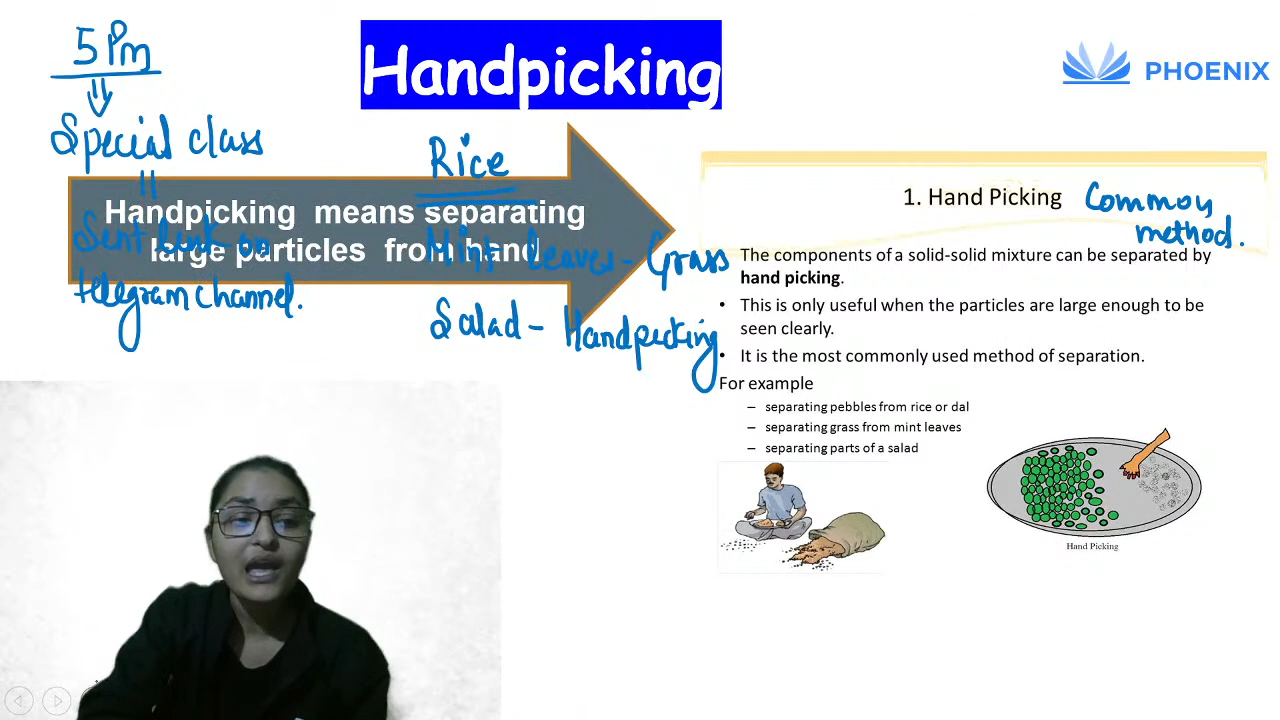 5 Pm
Special class
Sent link on
telegram channel.
Handpicking
PHOENIX
Rice
Handpicking means separating
large particles from hand
Mint leaves - Grass
Salad - Handpicking
1. Hand Picking
Common
method.
The components of a solid-solid mixture can be separated by
hand picking.
• This is only useful when the particles are large enough to be
seen clearly.
• It is the most commonly used method of separation.
For example
– separating pebbles from rice or dal
– separating grass from mint leaves
– separating parts of a salad
Hand Picking